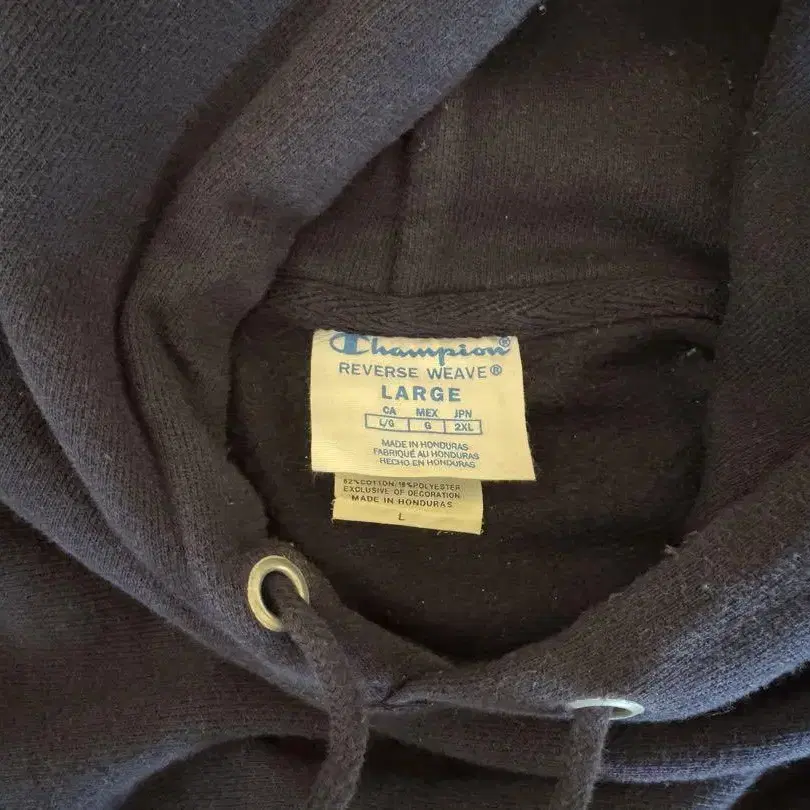 Champion®
REVERSE WEAVE®
LARGE
CA MEX JPN
L/G G 2XL
MADE IN HONDURAS
FABRIQUÉ AU HONDURAS
HECHO EN HONDURAS
82% COTTON/18% POLYESTER
EXCLUSIVE OF DECORATION
MADE IN HONDURAS
L